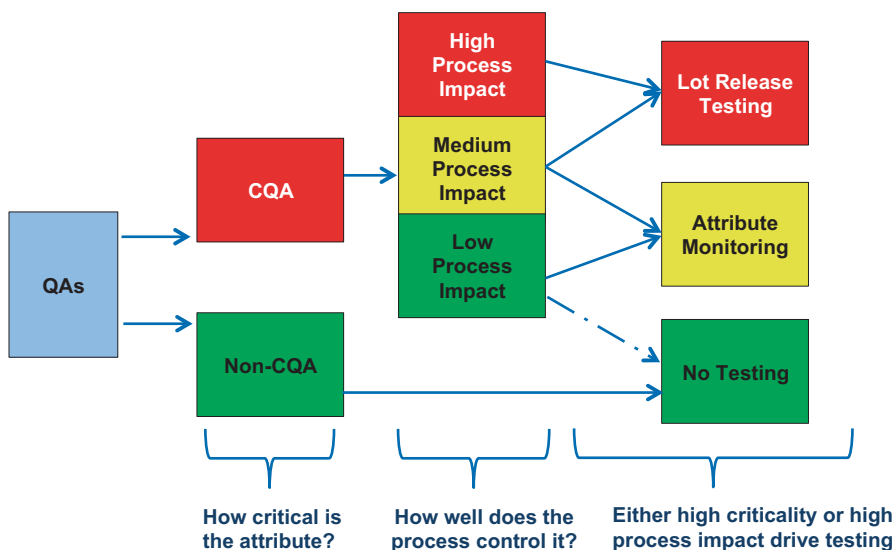 QAs
CQA
Non-CQA
High
Process
Impact
Medium
Process
Impact
Low
Process
Impact
Lot Release
Testing
Attribute
Monitoring
No Testing
How critical is
the attribute?
How well does the
process control it?
Either high criticality or high
process impact drive testing